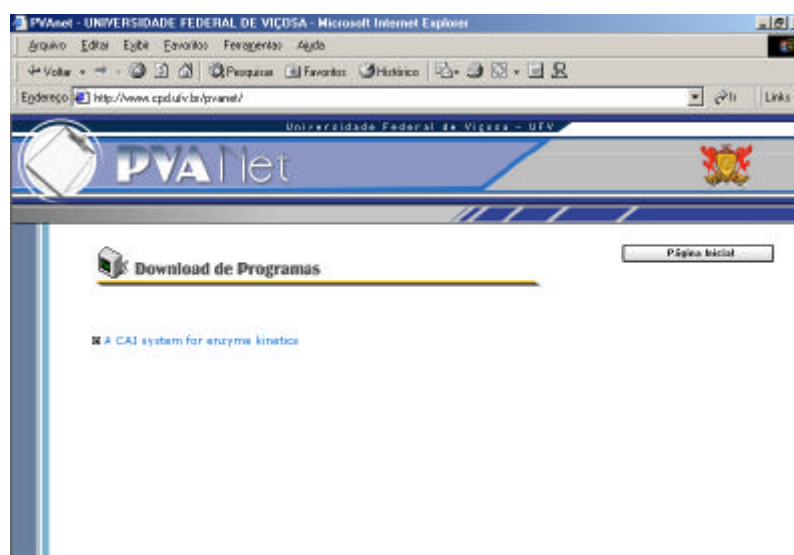 PVAnet - UNIVERSIDADE FEDERAL DE VIÇOSA - Microsoft Internet Explorer
Arquivo Editar Exibir Favoritos Ferramentas Ajuda
Voltar Pesquisar Favoritos Histórico
Endereço http://www.cpd.ufv.br/pvanet/ Ir Links
Universidade Federal de Viçosa - UFV
PVANet
Página Inicial
Download de Programas
A CAI system for enzyme kinetics